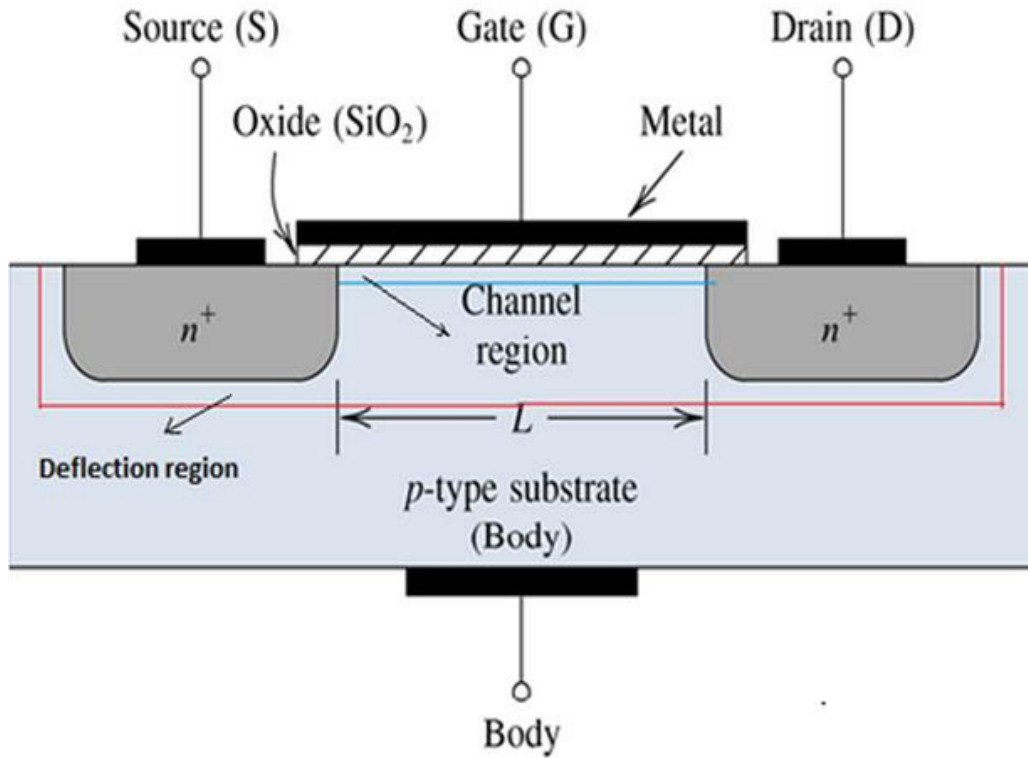 Source (S)
Gate (G)
Drain (D)
Oxide (SiO₂)
Metal
n⁺
Channel
region
n⁺
L
Deflection region
p-type substrate
(Body)
Body